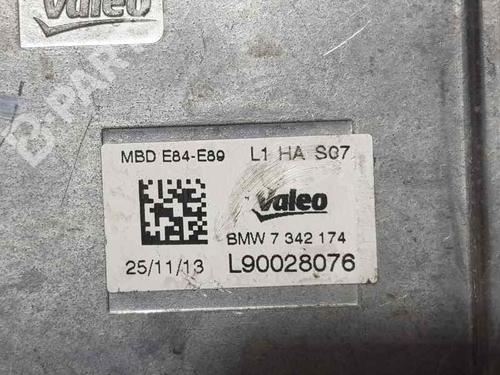 Valeo
B-PARTS
MBD E84-E89 L1 HA S07
Valeo
BMW 7 342 174
25/11/13 L90028076